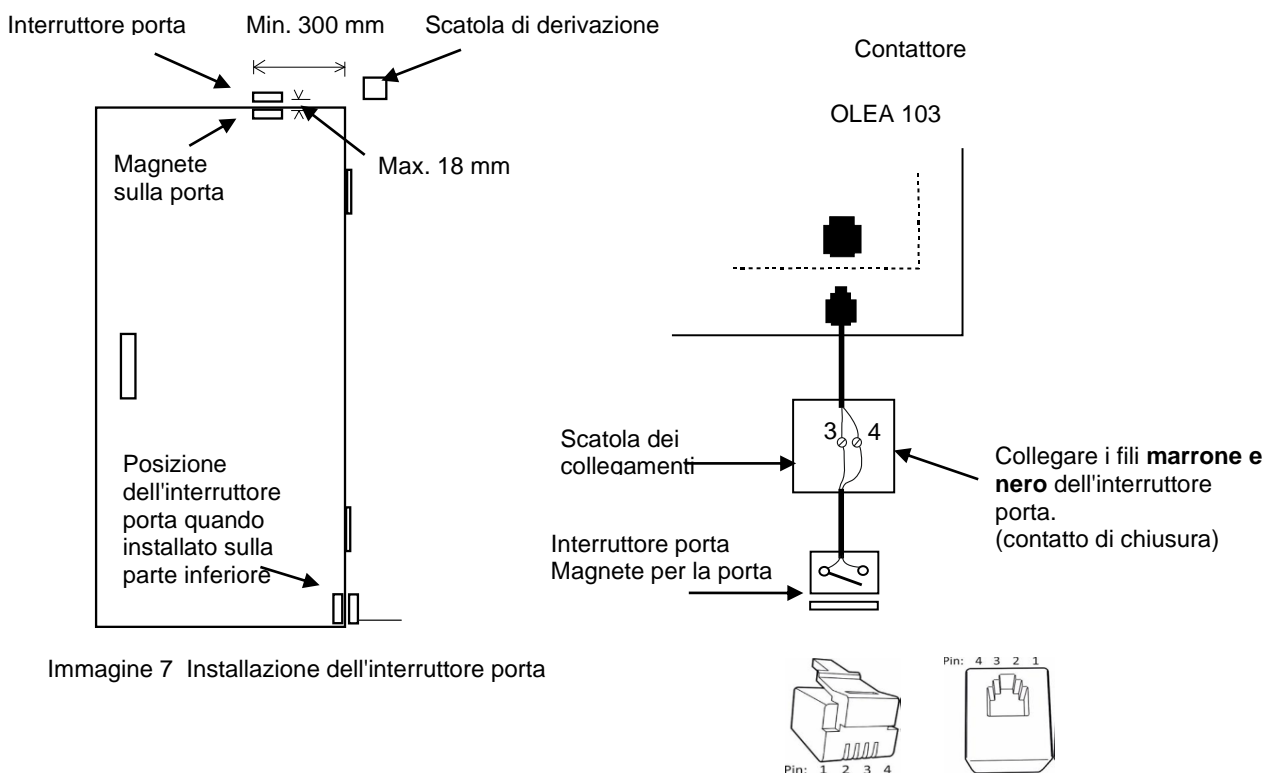 Interruttore porta
Min. 300 mm
Scatola di derivazione
Magnete
sulla porta
Max. 18 mm
Posizione
dell'interruttore
porta quando
installato sulla
parte inferiore
Immagine 7 Installazione dell'interruttore porta
Contattore
OLEA 103
3 4
Scatola dei
collegamenti
Collegare i fili marrone e
nero dell'interruttore
porta.
(contatto di chiusura)
Interruttore porta
Magnete per la porta
Pin: 1 2 3 4
Pin: 4 3 2 1